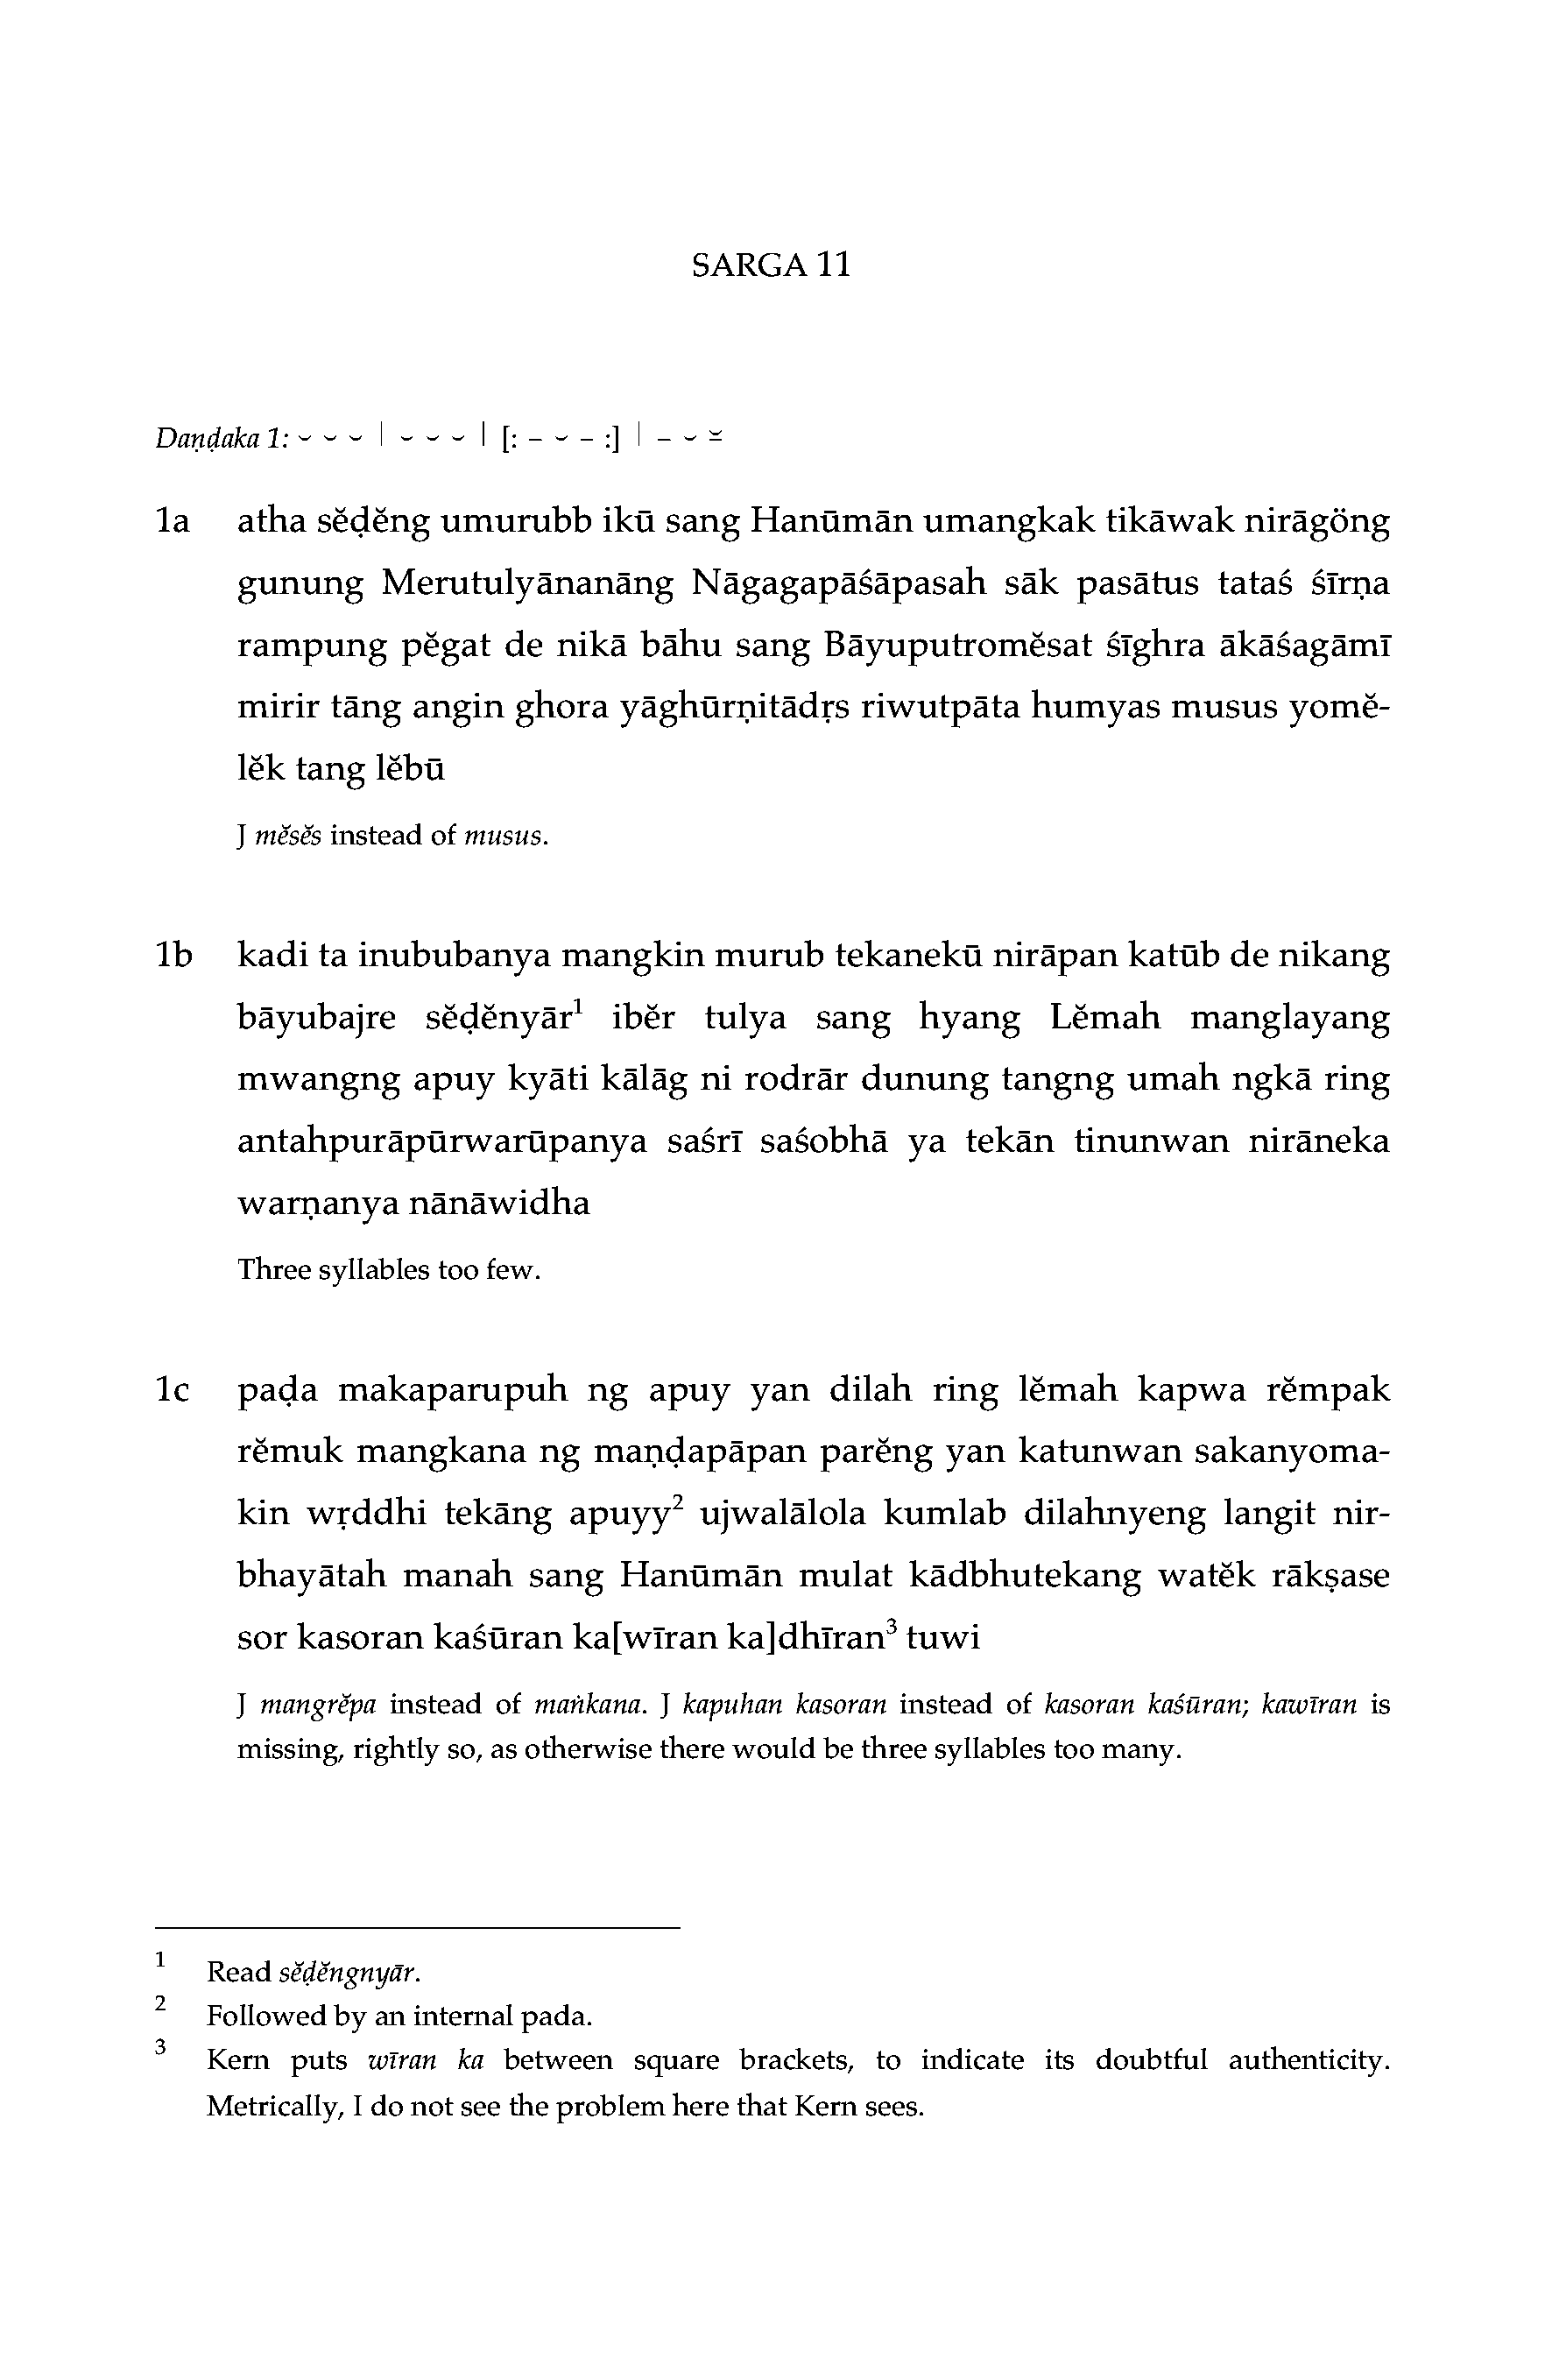 SARGA 11
Daṇḍaka 1: ⏑ ⏑ ⏑ | ⏑ ⏑ ⏑ | [: – ⏑ – :] | – ⏑ ⏓
1a atha sĕḍĕng umurubb ikū sang Hanūmān umangkak tikāwak nirāgöng
gunung Merutulyānanāng Nāgagapāśāpasah sāk pasātus tataś śīrṇa
rampung pĕgat de nikā bāhu sang Bāyuputromĕsat śīghra ākāśagāmī
mirir tāng angin ghora yāghūrṇitādṛs riwutpāta humyas musus yomĕ-
lĕk tang lĕbū
J mĕsĕs instead of musus.
1b kadi ta inububanya mangkin murub tekanekū nirāpan katūb de nikang
bāyubajre sĕḍĕnyār¹ ibĕr tulya sang hyang Lĕmah manglayang
mwangng apuy kyāti kālāg ni rodrār dunung tangng umah ngkā ring
antahpurāpūrwarūpanya saśrī saśobhā ya tekān tinunwan nirāneka
warṇanya nānāwidha
Three syllables too few.
1c paḍa makaparupuh ng apuy yan dilah ring lĕmah kapwa rĕmpak
rĕmuk mangkana ng maṇḍapāpan parĕng yan katunwan sakanyoma-
kin wṛddhi tekāng apuyy² ujwalālola kumlab dilahnyeng langit nir-
bhayātah manah sang Hanūmān mulat kādbhutekang watĕk rākṣase
sor kasoran kaśūran ka[wīran ka]dhīran³ tuwi
J mangrĕpa instead of maṅkana. J kapuhan kasoran instead of kasoran kaśūran; kawīran is
missing, rightly so, as otherwise there would be three syllables too many.
1 Read sĕḍĕngnyār.
2 Followed by an internal pada.
3 Kern puts wīran ka between square brackets, to indicate its doubtful authenticity.
Metrically, I do not see the problem here that Kern sees.